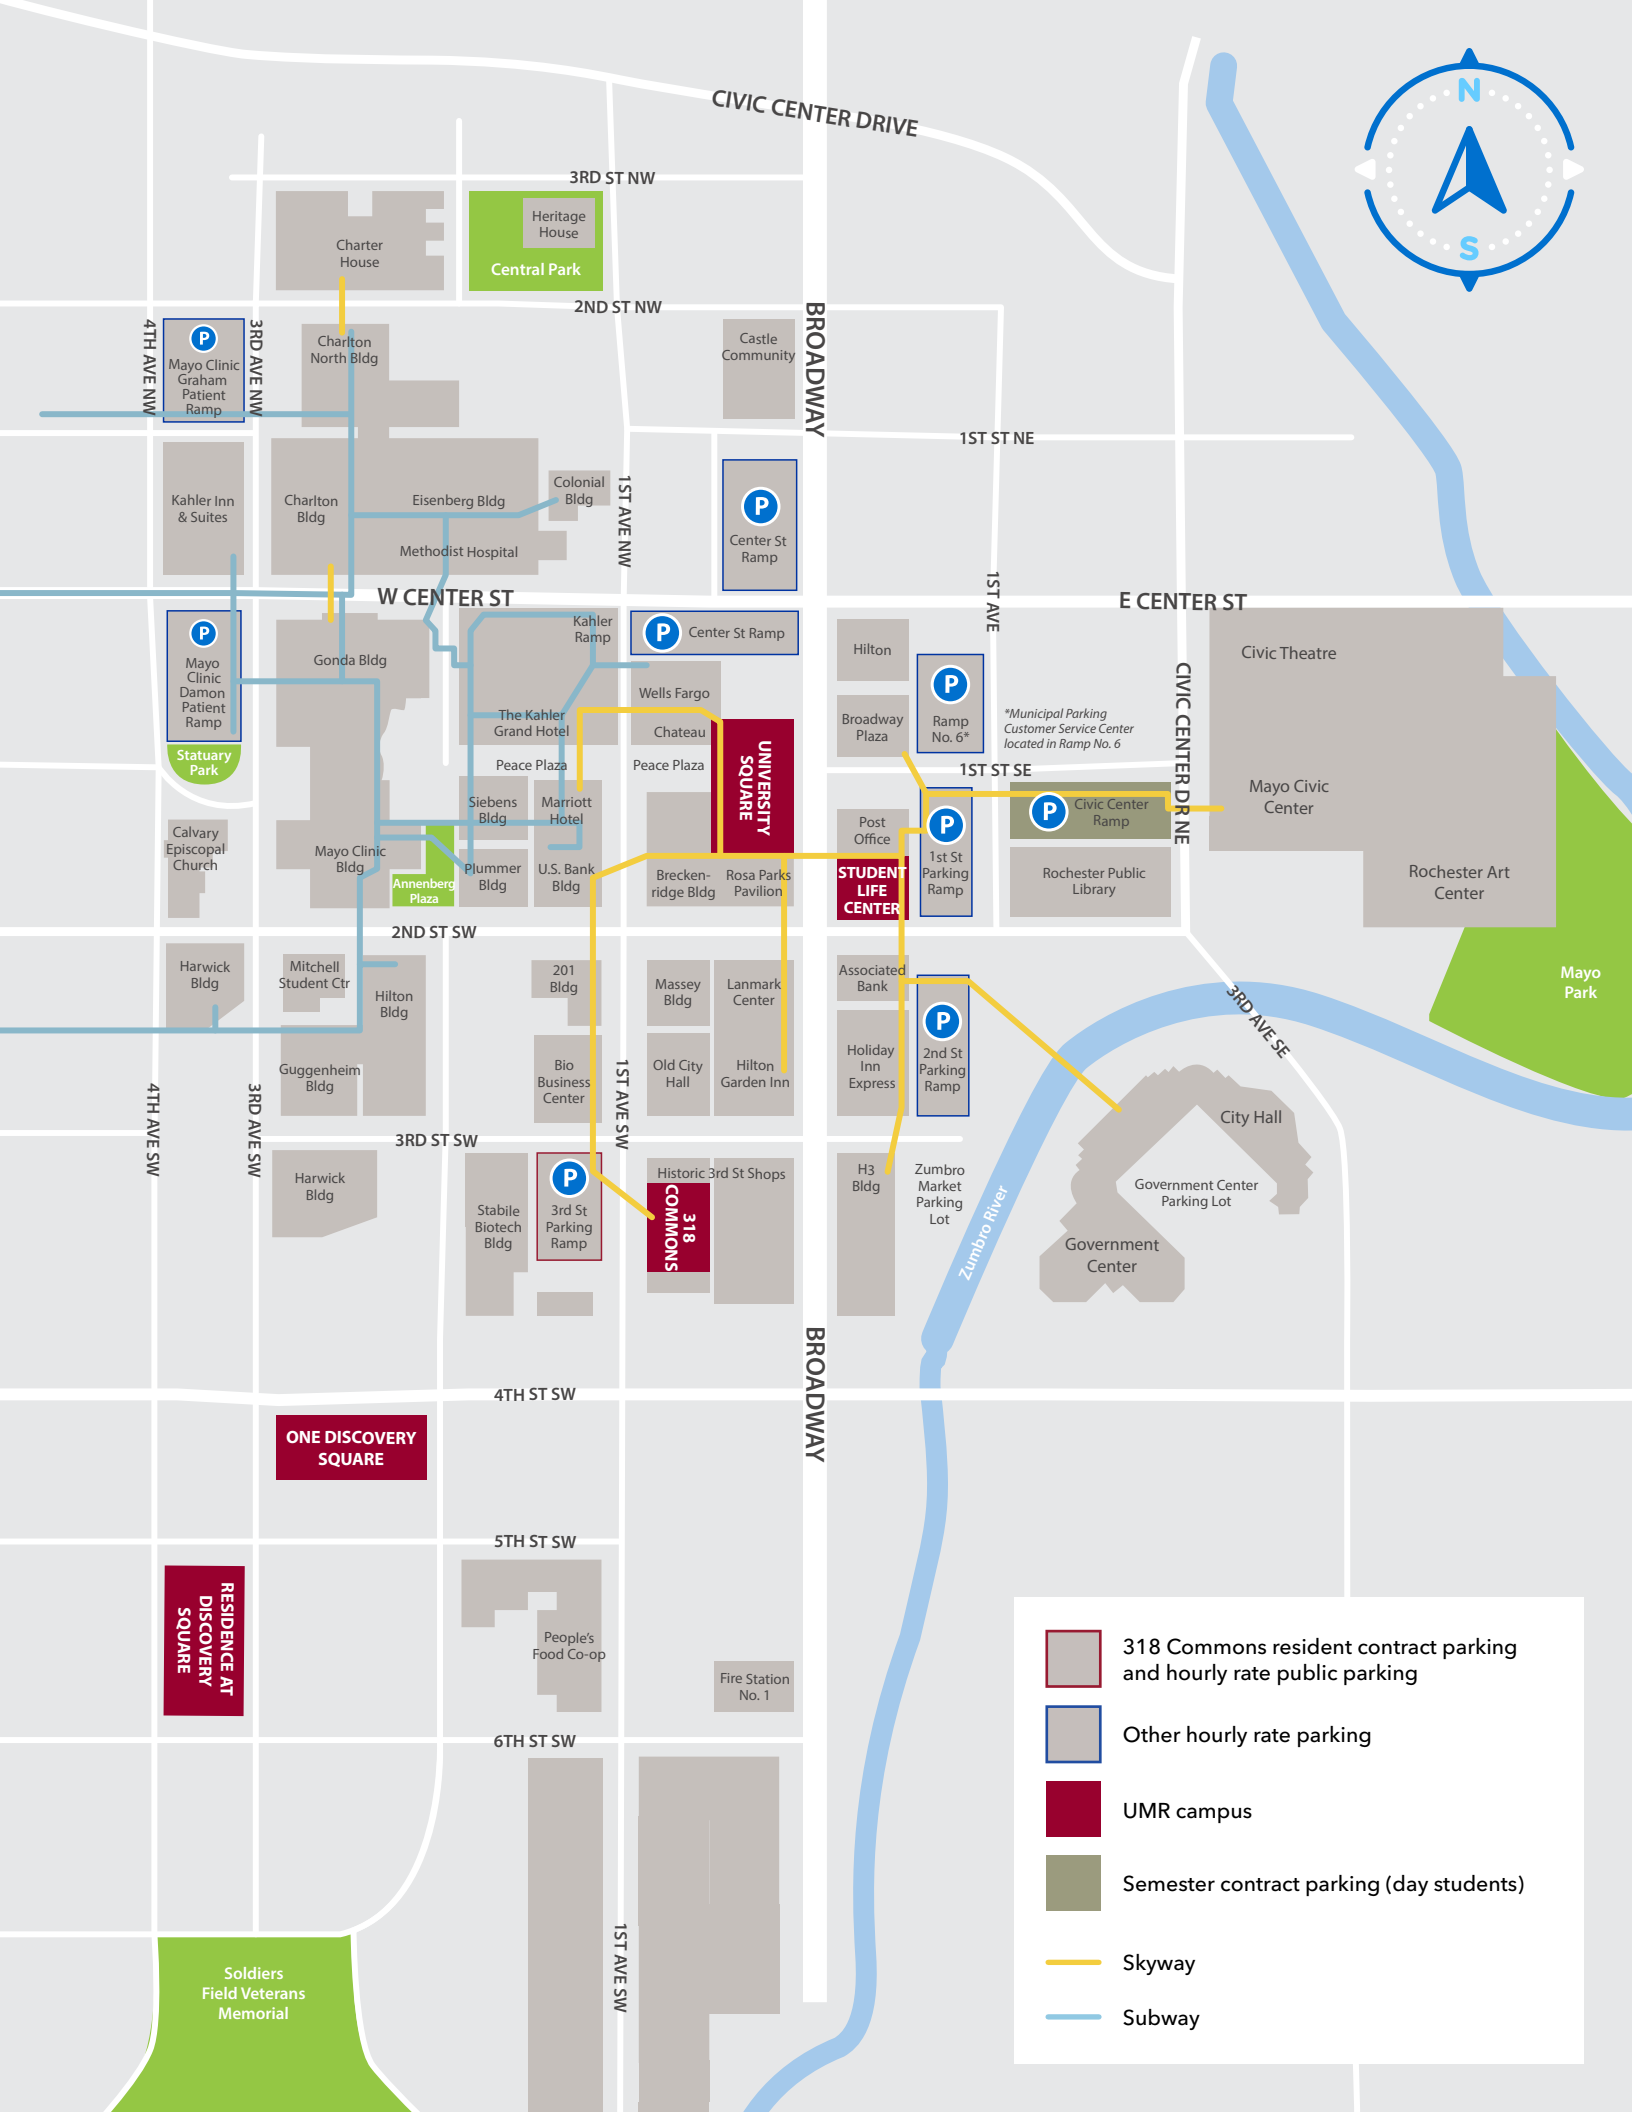 CIVIC CENTER DRIVE
N
S
3RD ST NW
Heritage
House
Central Park
Charter
House
2ND ST NW
BROADWAY
4TH AVE NW
P
Mayo Clinic
Graham
Patient
Ramp
3RD AVE NW
Charlton
North Bldg
Castle
Community
1ST ST NE
Kahler Inn
& Suites
Charlton
Bldg
Eisenberg Bldg
Methodist Hospital
Colonial
Bldg
1ST AVE NW
P
Center St
Ramp
W CENTER ST
1ST AVE
E CENTER ST
P
Mayo
Clinic
Damon
Patient
Ramp
Statuary
Park
Gonda Bldg
Kahler
Ramp
P
Center St Ramp
Wells Fargo
The Kahler
Grand Hotel
Chateau
Peace Plaza
Peace Plaza
UNIVERSITY
SQUARE
Hilton
Broadway
Plaza
P
Ramp
No. 6*
*Municipal Parking
Customer Service Center
located in Ramp No. 6
1ST ST SE
CIVIC CENTER DR NE
Civic Theatre
Mayo Civic
Center
Rochester Art
Center
Siebens
Bldg
Marriott
Hotel
Post
Office
P
1st St
Parking
Ramp
P
Civic Center
Ramp
Rochester Public
Library
Calvary
Episcopal
Church
Mayo Clinic
Bldg
Annenberg
Plaza
Plummer
Bldg
U.S. Bank
Bldg
Brecken-
ridge Bldg
Rosa Parks
Pavilion
STUDENT
LIFE
CENTER
2ND ST SW
Harwick
Bldg
Mitchell
Student Ctr
Hilton
Bldg
Guggenheim
Bldg
201
Bldg
Bio
Business
Center
Massey
Bldg
Lanmark
Center
Old City
Hall
Hilton
Garden Inn
Associated
Bank
Holiday
Inn
Express
P
2nd St
Parking
Ramp
3RD AVE SE
Mayo
Park
4TH AVE SW
3RD AVE SW
1ST AVE SW
3RD ST SW
City Hall
Government Center
Parking Lot
Government
Center
Harwick
Bldg
Stabile
Biotech
Bldg
P
3rd St
Parking
Ramp
Historic 3rd St Shops
318
COMMONS
H3
Bldg
Zumbro
Market
Parking
Lot
Zumbro River
BROADWAY
4TH ST SW
ONE DISCOVERY
SQUARE
5TH ST SW
RESIDENCE AT
DISCOVERY
SQUARE
People's
Food Co-op
Fire Station
No. 1
6TH ST SW
1ST AVE SW
Soldiers
Field Veterans
Memorial
318 Commons resident contract parking
and hourly rate public parking
Other hourly rate parking
UMR campus
Semester contract parking (day students)
Skyway
Subway